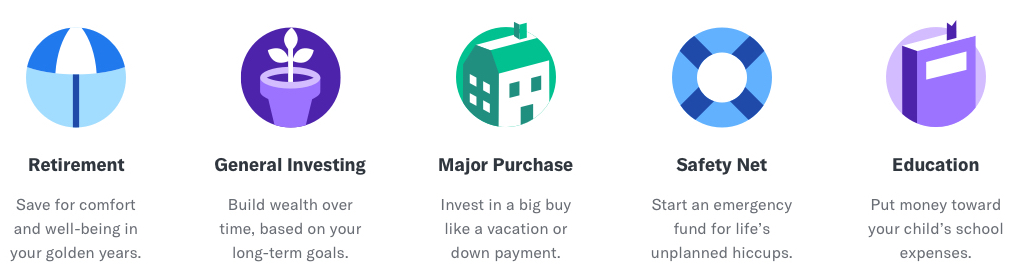 Retirement
Save for comfort
and well-being in
your golden years.
General Investing
Build wealth over
time, based on your
long-term goals.
Major Purchase
Invest in a big buy
like a vacation or
down payment.
Safety Net
Start an emergency
fund for life’s
unplanned hiccups.
Education
Put money toward
your child’s school
expenses.